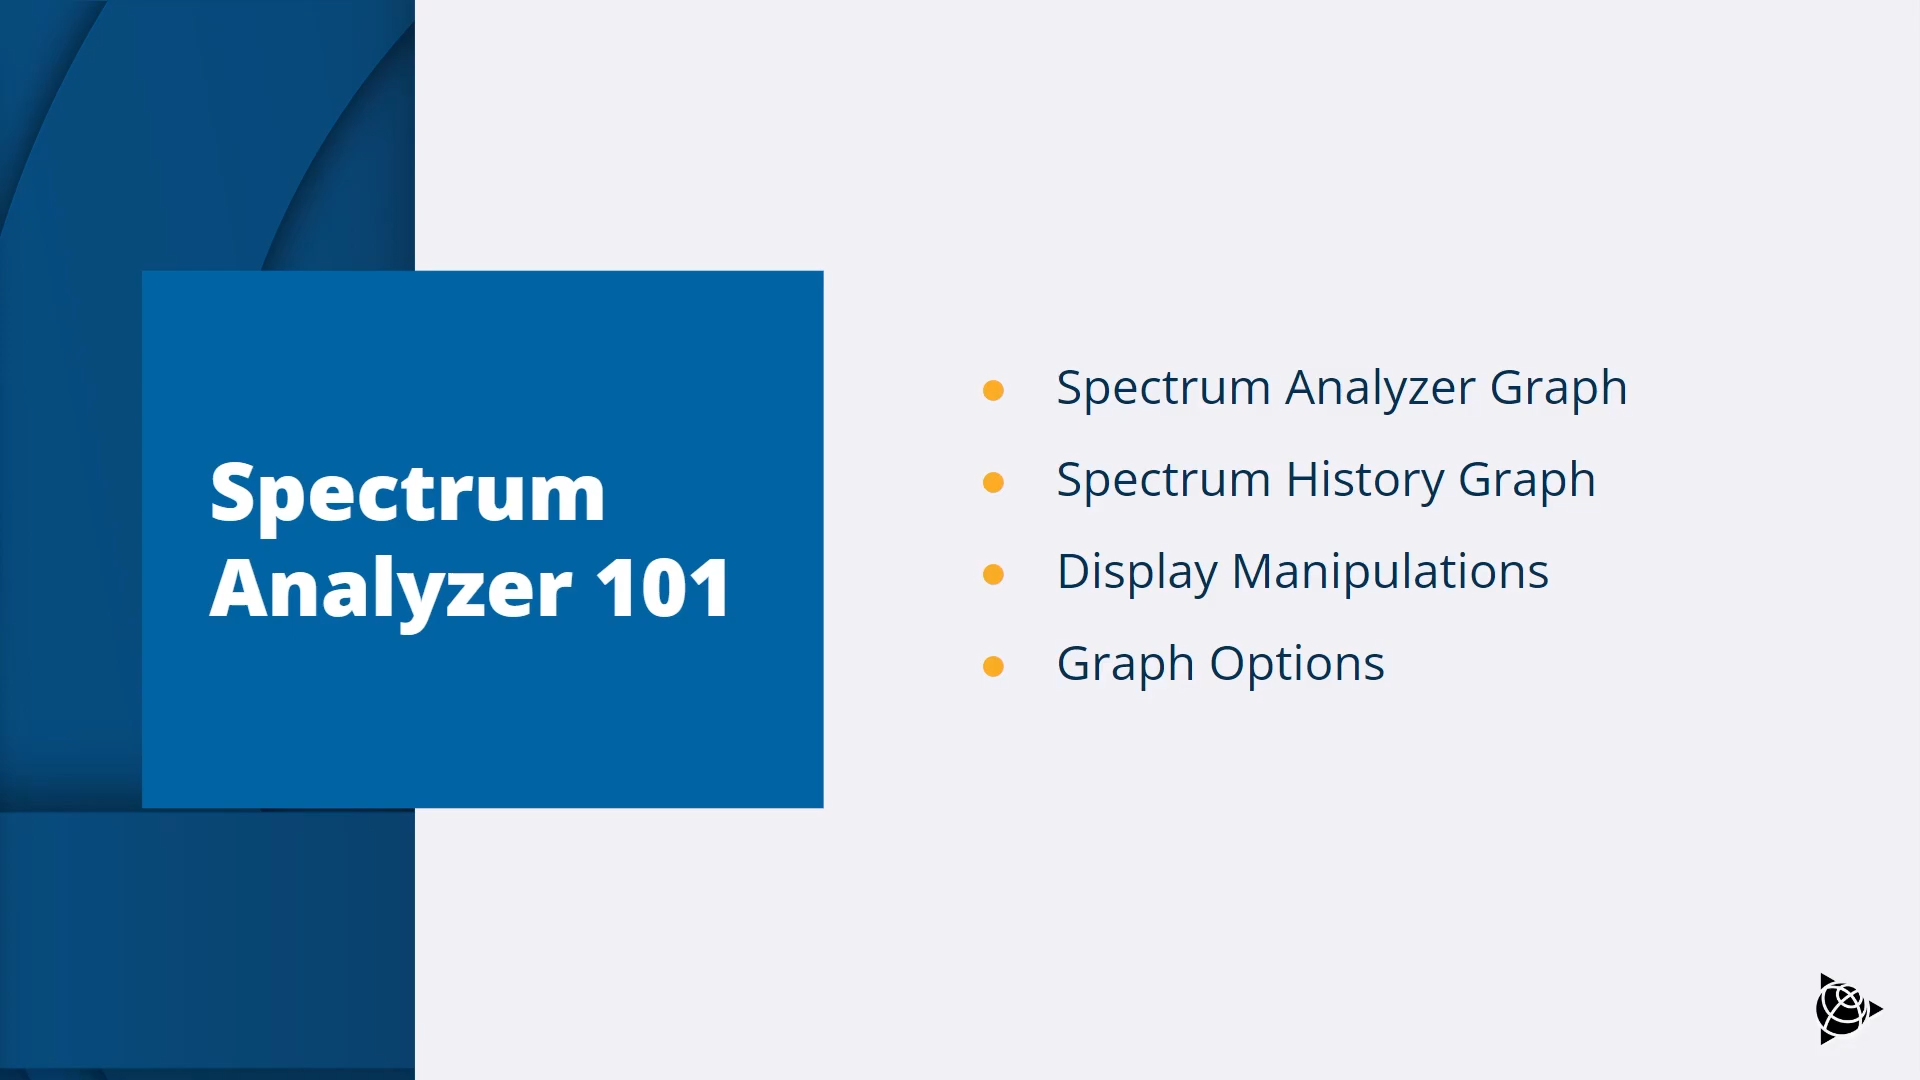 Spectrum
Analyzer 101
Spectrum Analyzer Graph
Spectrum History Graph
Display Manipulations
Graph Options